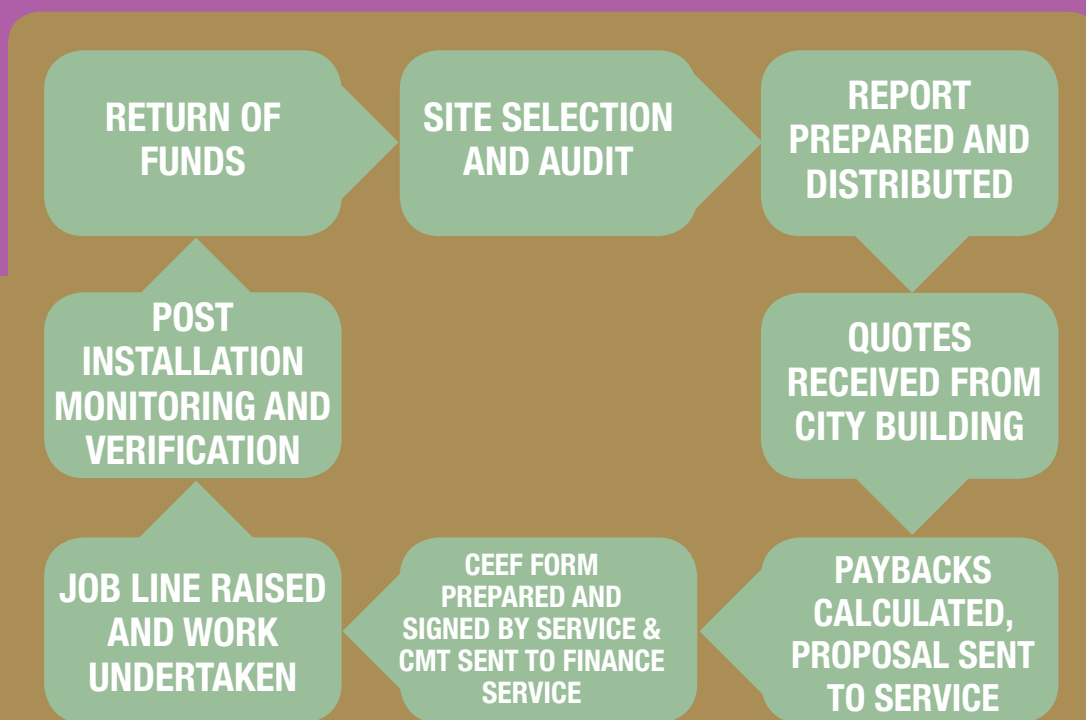 RETURN OF
FUNDS
SITE SELECTION
AND AUDIT
REPORT
PREPARED AND
DISTRIBUTED
QUOTES
RECEIVED FROM
CITY BUILDING
PAYBACKS
CALCULATED,
PROPOSAL SENT
TO SERVICE
CEEF FORM
PREPARED AND
SIGNED BY SERVICE &
CMT SENT TO FINANCE
SERVICE
JOB LINE RAISED
AND WORK
UNDERTAKEN
POST
INSTALLATION
MONITORING AND
VERIFICATION